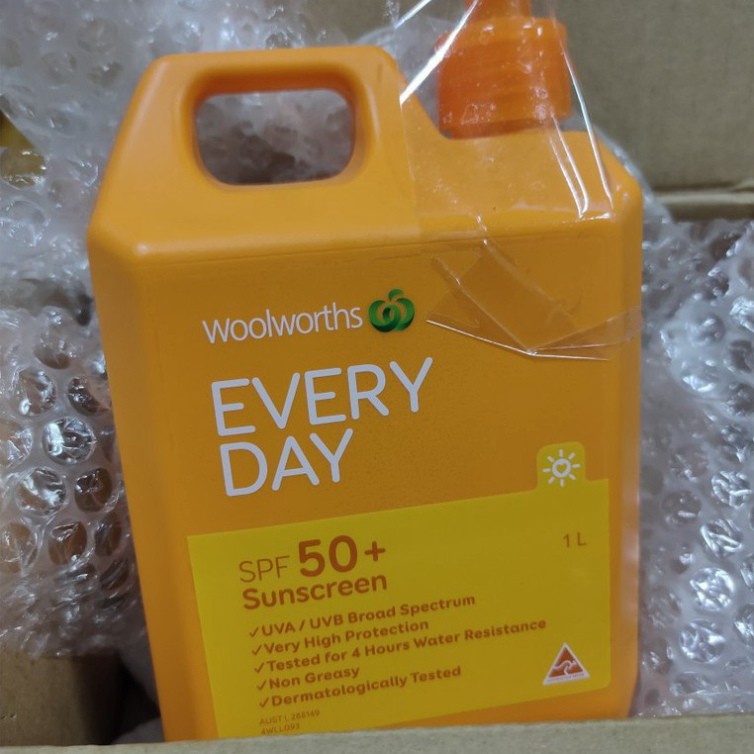 woolworths
EVERY
DAY
SPF 50+
Sunscreen
1 L
✓UVA / UVB Broad Spectrum
✓Very High Protection
✓Tested for 4 Hours Water Resistance
✓Non Greasy
✓Dermatologically Tested